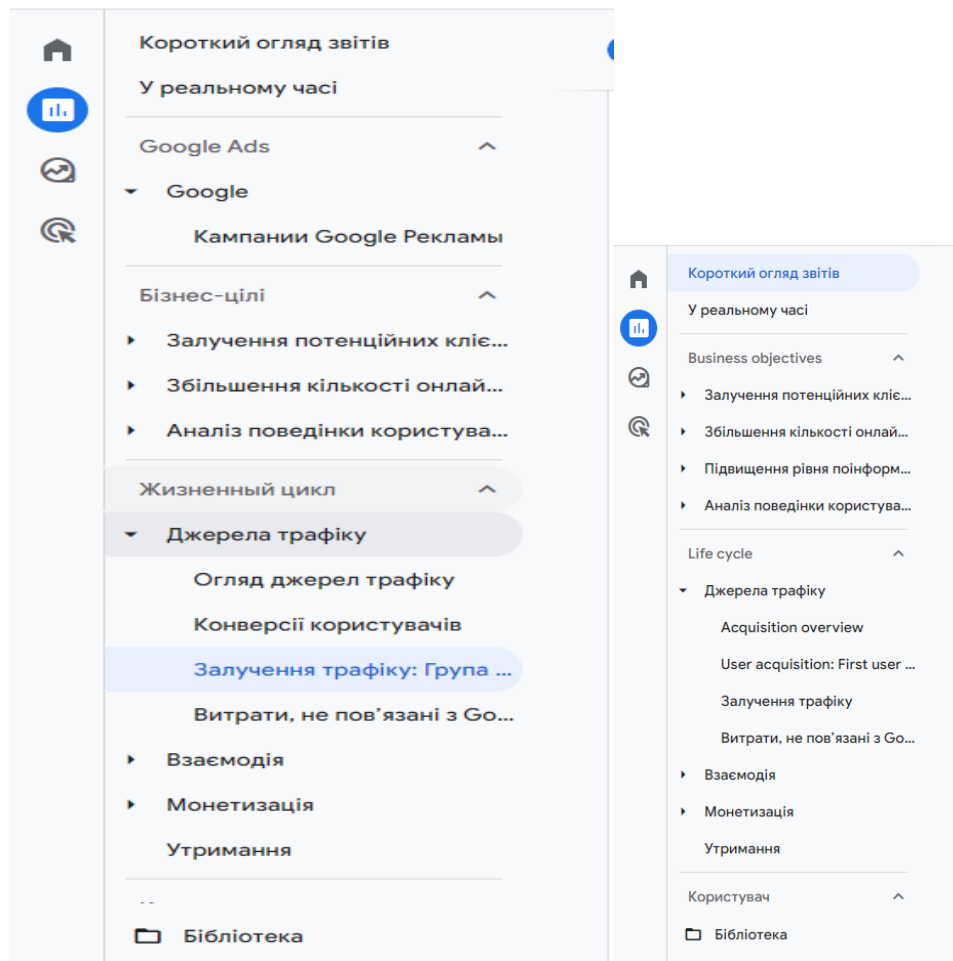 Короткий огляд звітів
У реальному часі
Google Ads
Google
Кампании Google Рекламы
Бізнес-цілі
Залучення потенційних кліє...
Збільшення кількості онлай...
Аналіз поведінки користува...
Жизненный цикл
Джерела трафіку
Огляд джерел трафіку
Конверсії користувачів
Залучення трафіку: Група ...
Витрати, не пов’язані з Go...
Взаємодія
Монетизація
Утримання
Бібліотека
Короткий огляд звітів
У реальному часі
Business objectives
Залучення потенційних кліє...
Збільшення кількості онлай...
Підвищення рівня поінформ...
Аналіз поведінки користува...
Life cycle
Джерела трафіку
Acquisition overview
User acquisition: First user ...
Залучення трафіку
Витрати, не пов’язані з Go...
Взаємодія
Монетизація
Утримання
Користувач
Бібліотека